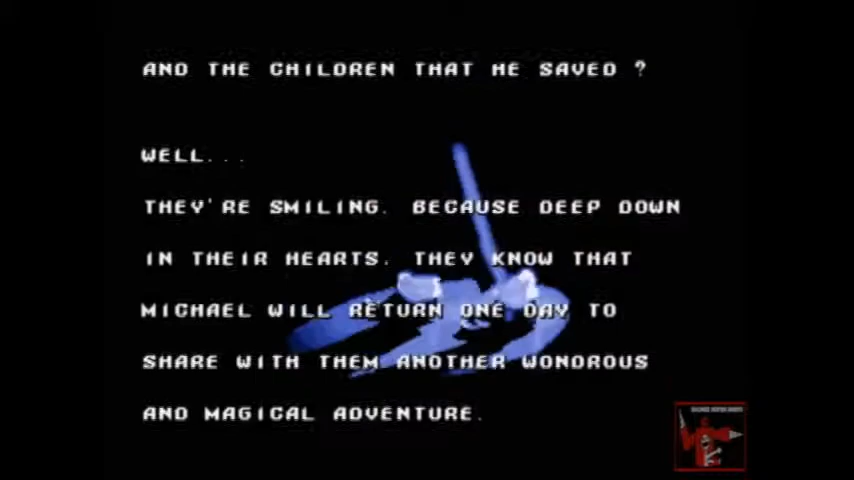 AND THE CHILDREN THAT HE SAVED ?
WELL...
THEY'RE SMILING. BECAUSE DEEP DOWN
IN THEIR HEARTS. THEY KNOW THAT
MICHAEL WILL RETURN ONE DAY TO
SHARE WITH THEM ANOTHER WONDROUS
AND MAGICAL ADVENTURE.